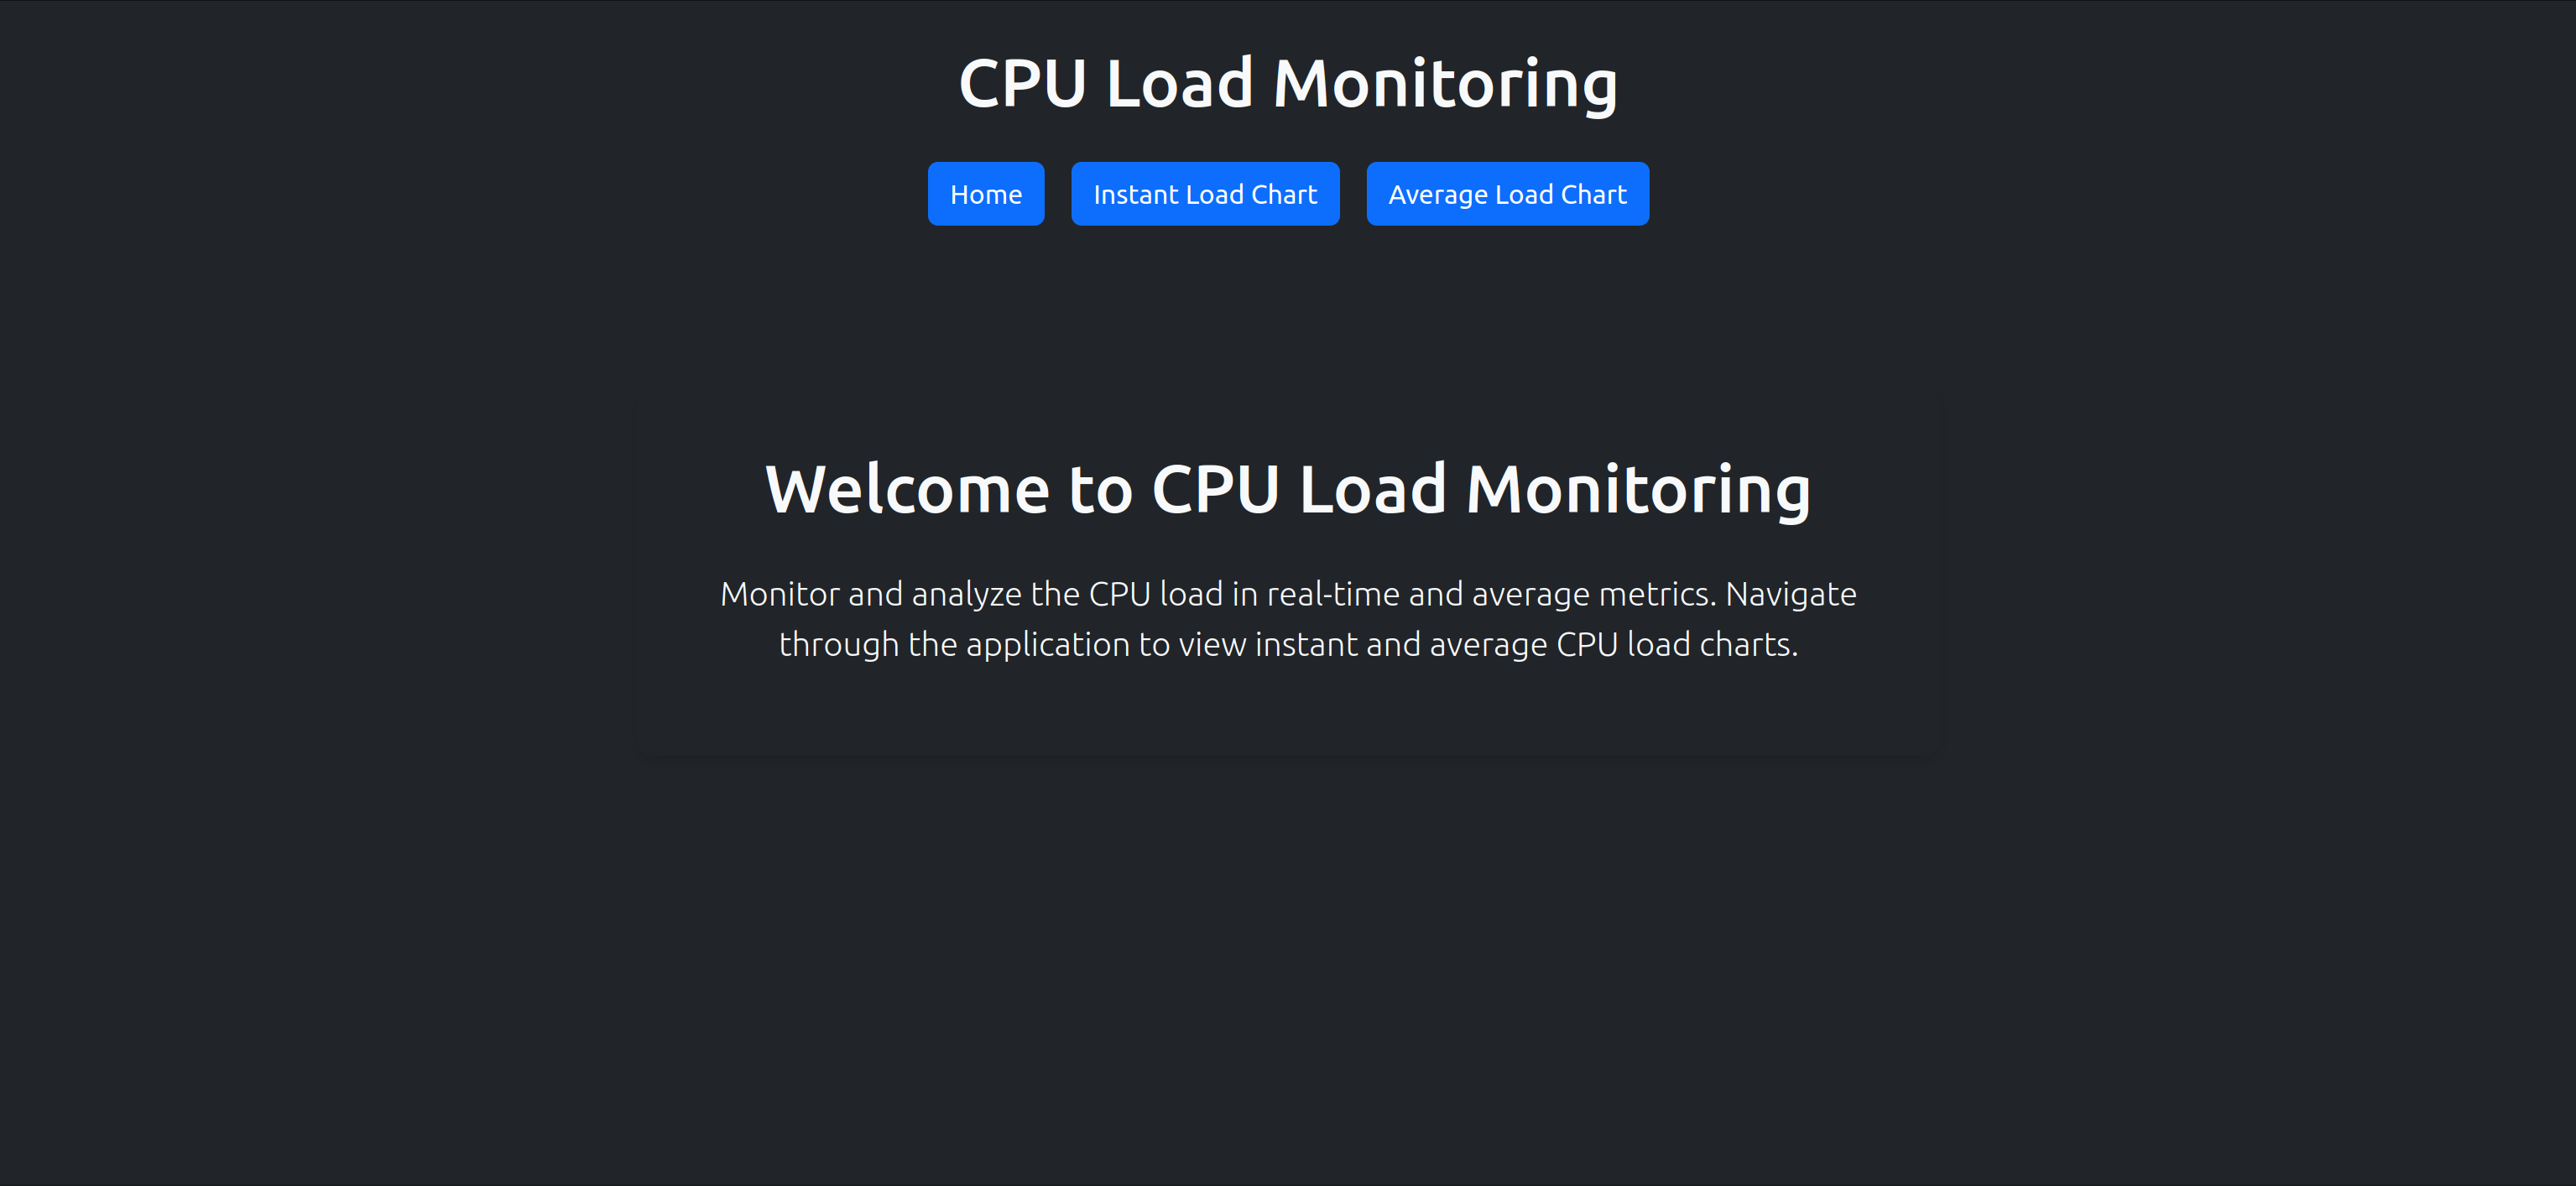 CPU Load Monitoring
Home
Instant Load Chart
Average Load Chart
Welcome to CPU Load Monitoring
Monitor and analyze the CPU load in real-time and average metrics. Navigate
through the application to view instant and average CPU load charts.